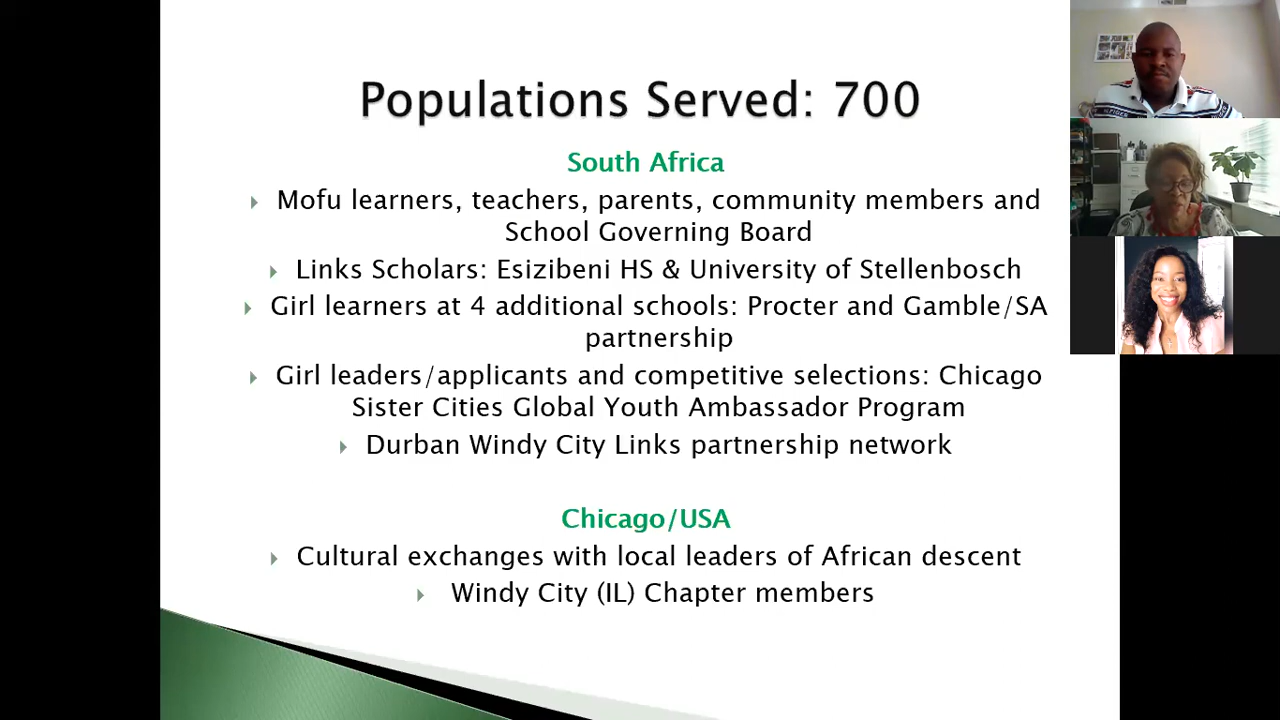 Populations Served: 700
South Africa
Mofu learners, teachers, parents, community members and
School Governing Board
Links Scholars: Esizibeni HS & University of Stellenbosch
Girl learners at 4 additional schools: Procter and Gamble/SA
partnership
Girl leaders/applicants and competitive selections: Chicago
Sister Cities Global Youth Ambassador Program
Durban Windy City Links partnership network
Chicago/USA
Cultural exchanges with local leaders of African descent
Windy City (IL) Chapter members